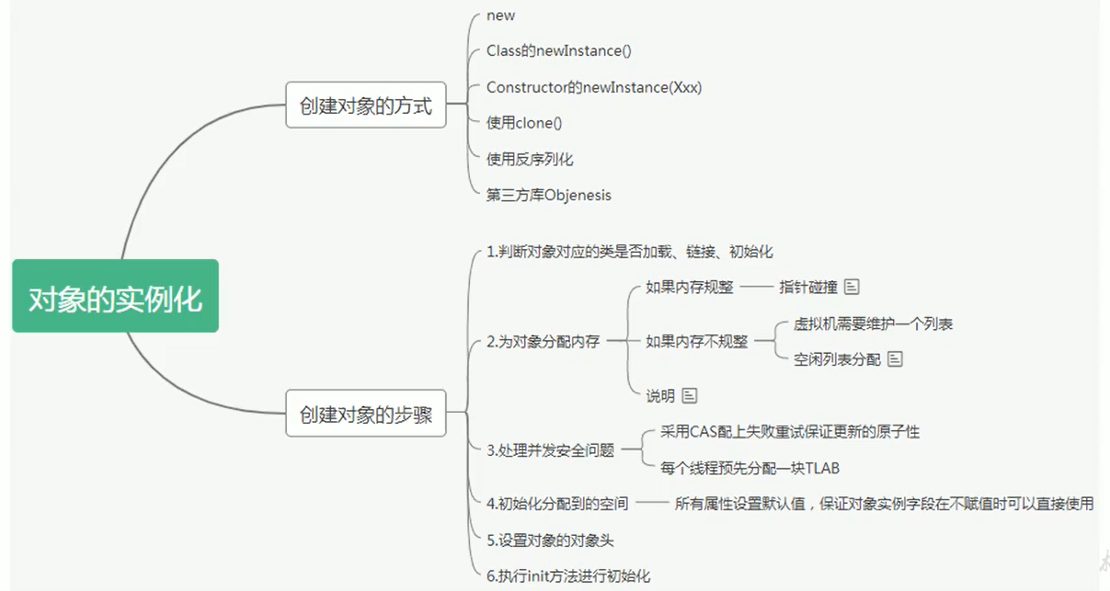 对象的实例化
创建对象的方式
new
Class的newInstance()
Constructor的newInstance(Xxx)
使用clone()
使用反序列化
第三方库Objenesis
创建对象的步骤
1.判断对象对应的类是否加载、链接、初始化
2.为对象分配内存
如果内存规整
指针碰撞
如果内存不规整
虚拟机需要维护一个列表
空闲列表分配
说明
3.处理并发安全问题
采用CAS配上失败重试保证更新的原子性
每个线程预先分配一块TLAB
4.初始化分配到的空间
所有属性设置默认值，保证对象实例字段在不赋值时可以直接使用
5.设置对象的对象头
6.执行init方法进行初始化